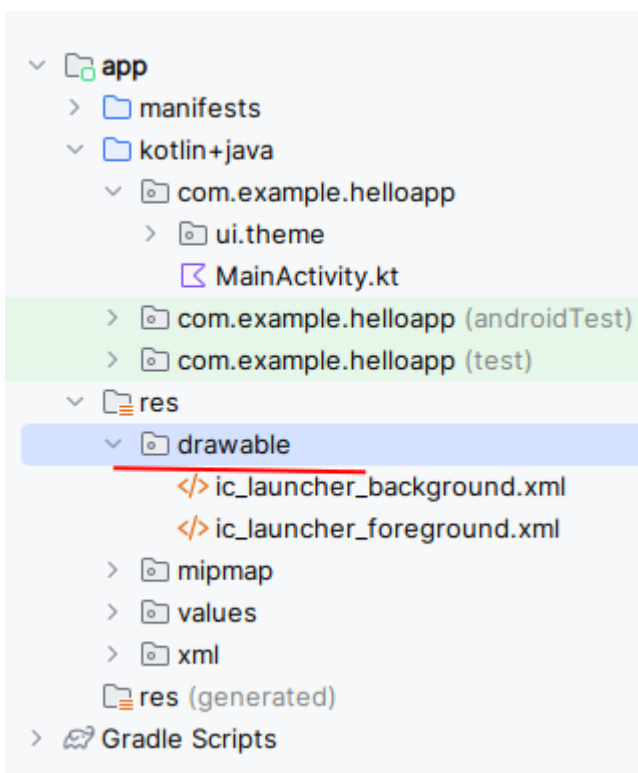 app
manifests
kotlin+java
com.example.helloapp
ui.theme
MainActivity.kt
com.example.helloapp (androidTest)
com.example.helloapp (test)
res
drawable
</> ic_launcher_background.xml
</> ic_launcher_foreground.xml
mipmap
values
xml
res (generated)
Gradle Scripts